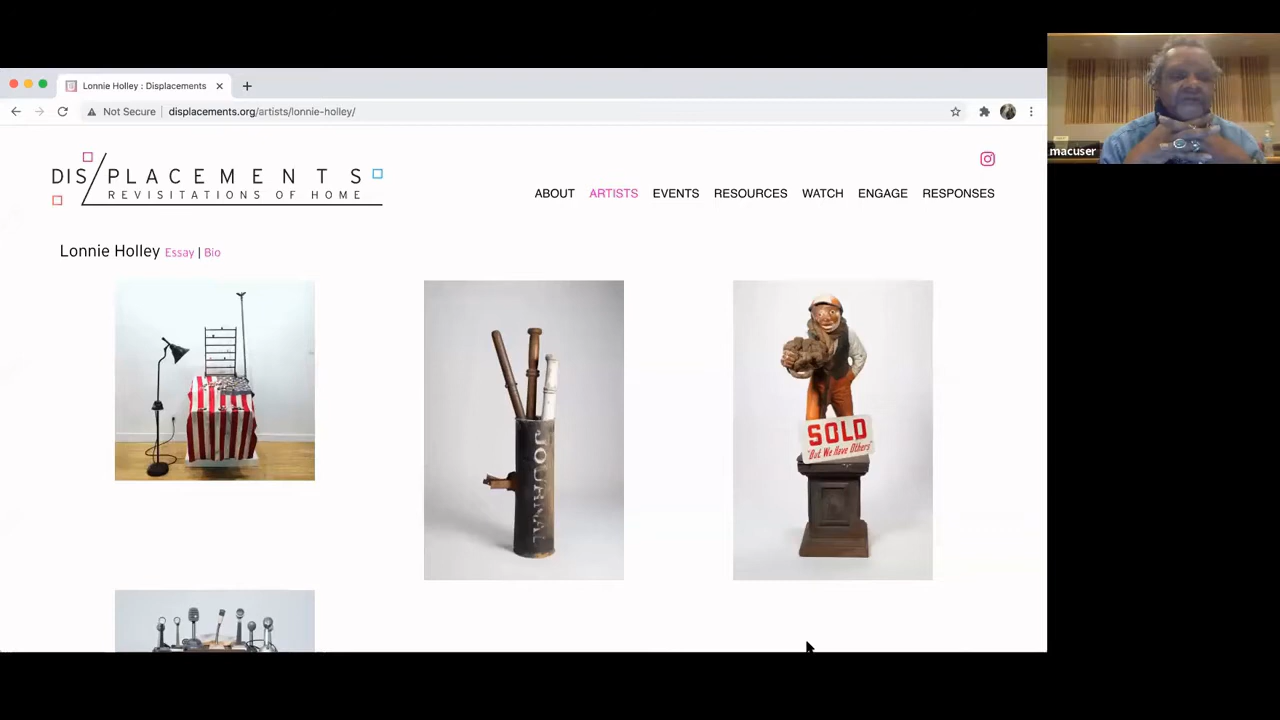 Lonnie Holley : Displacements
Not Secure
displacements.org/artists/lonnie-holley/
macuser
DIS/PLACEMENTS
REVISITATIONS OF HOME
ABOUT ARTISTS EVENTS RESOURCES WATCH ENGAGE RESPONSES
Lonnie Holley Essay | Bio
JOURNAL
SOLD
"But We Have Others"